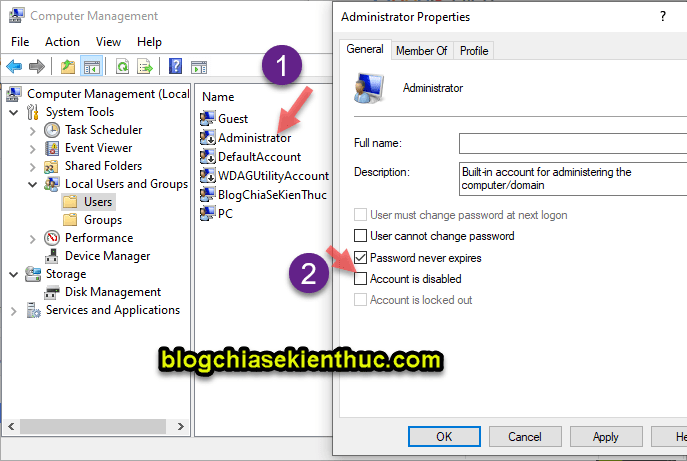 Computer Management
File Action View Help
Computer Management (Local
System Tools
Task Scheduler
Event Viewer
Shared Folders
Local Users and Groups
Users
Groups
Performance
Device Manager
Storage
Disk Management
Services and Applications
Name
Guest
Administrator
DefaultAccount
WDAGUtilityAccount
BlogChiaSeKienThuc
PC
1
Administrator Properties
?
General Member Of Profile
Administrator
Full name:
Description: Built-in account for administering the
computer/domain
User must change password at next logon
User cannot change password
Password never expires
2
Account is disabled
Account is locked out
blogchiasekienthuc.com
OK Cancel Apply He